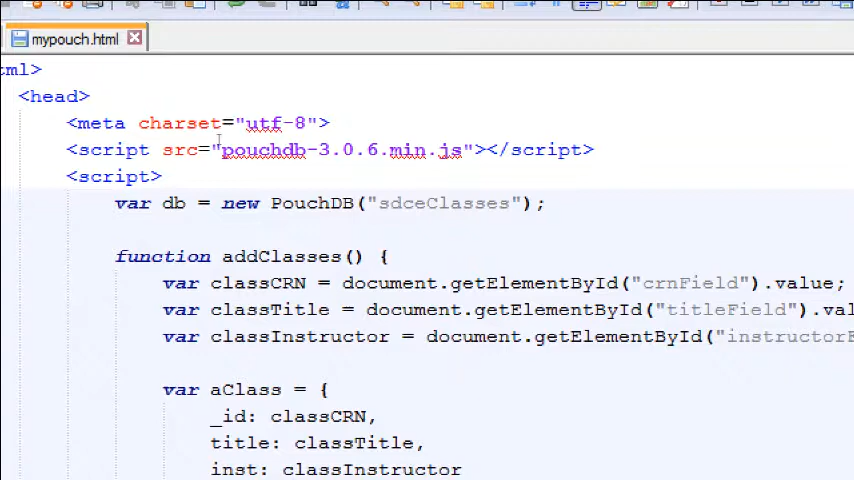 mypouch.html
tml>
<head>
<meta charset="utf-8">
<script src="pouchdb-3.0.6.min.js"></script>
<script>
var db = new PouchDB("sdceClasses");
function addClasses() {
var classCRN = document.getElementById("crnField").value;
var classTitle = document.getElementById("titleField").val
var classInstructor = document.getElementById("instructorF
var aClass = {
_id: classCRN,
title: classTitle,
inst: classInstructor